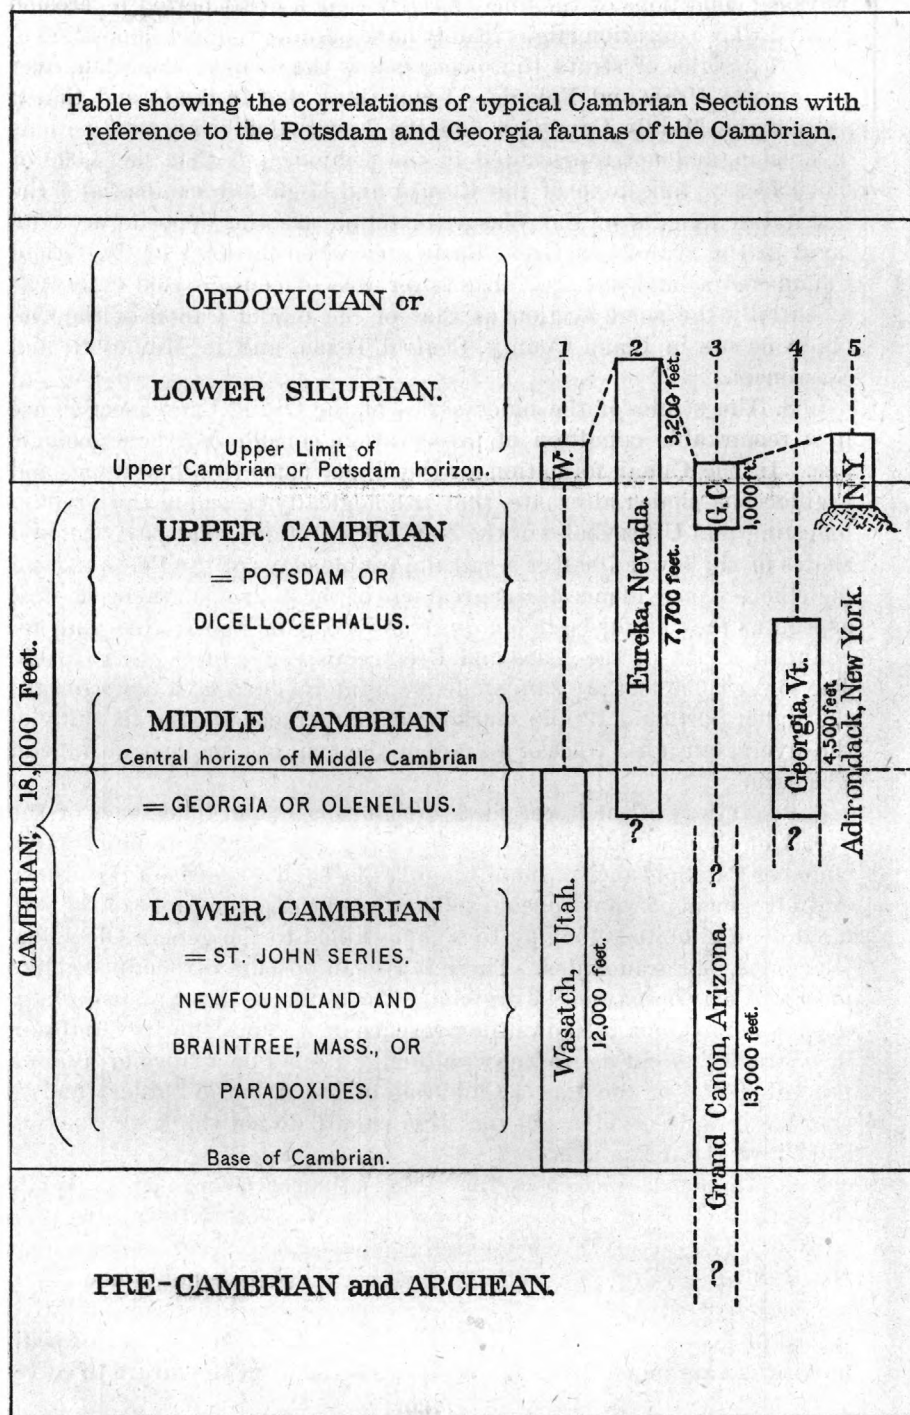 Table showing the correlations of typical Cambrian Sections with
reference to the Potsdam and Georgia faunas of the Cambrian.
ORDOVICIAN or
LOWER SILURIAN.
Upper Limit of
Upper Cambrian or Potsdam horizon.
UPPER CAMBRIAN
= POTSDAM OR
DICELLOCEPHALUS.
MIDDLE CAMBRIAN
Central horizon of Middle Cambrian
= GEORGIA OR OLENELLUS.
LOWER CAMBRIAN
= ST. JOHN SERIES.
NEWFOUNDLAND AND
BRAINTREE, MASS., OR
PARADOXIDES.
Base of Cambrian.
PRE-CAMBRIAN and ARCHEAN.
CAMBRIAN, 18,000 Feet.
1
W.
Wasatch, Utah.
12,000 feet.
2
3,200 feet.
Eureka, Nevada.
7,700 feet.
?
3
G.C.
1,000 ft.
?
Grand Cañon, Arizona.
13,000 feet.
?
4
Georgia, Vt.
4,500 feet.
?
5
N.Y.
Adirondack, New York